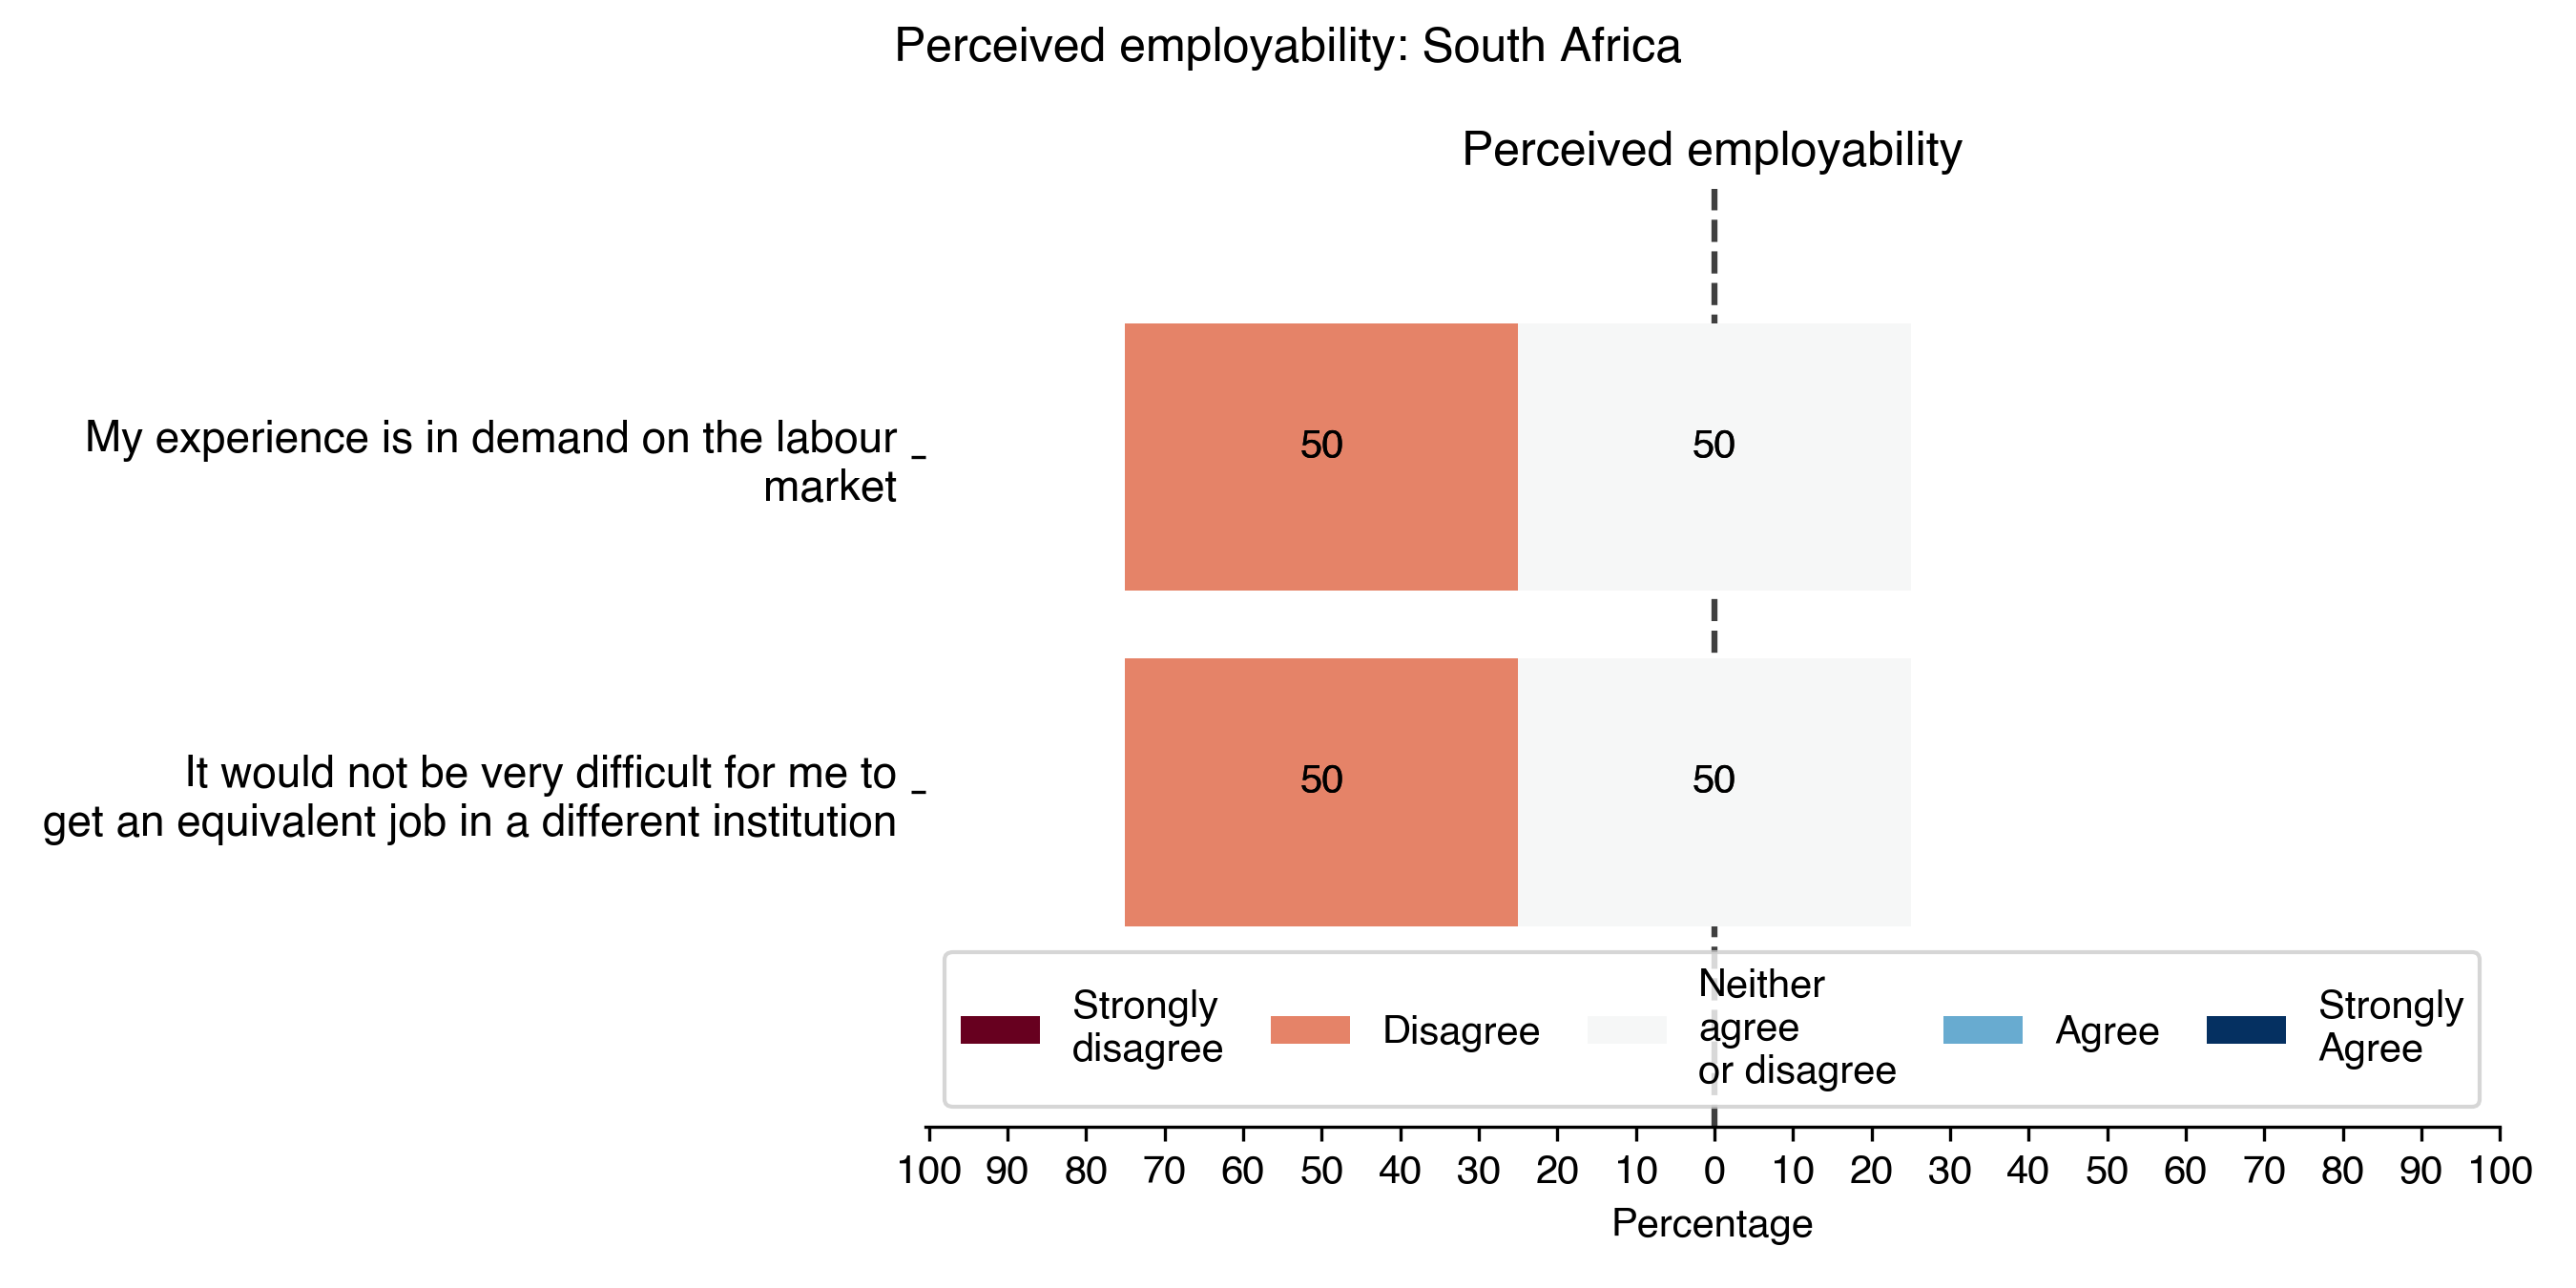 Perceived employability: South Africa
Perceived employability
My experience is in demand on the labour
market
50
50
It would not be very difficult for me to
get an equivalent job in a different institution
50
50
Strongly
disagree
Disagree
Neither
agree
or disagree
Agree
Strongly
Agree
100 90 80 70 60 50 40 30 20 10 0 10 20 30 40 50 60 70 80 90 100
Percentage